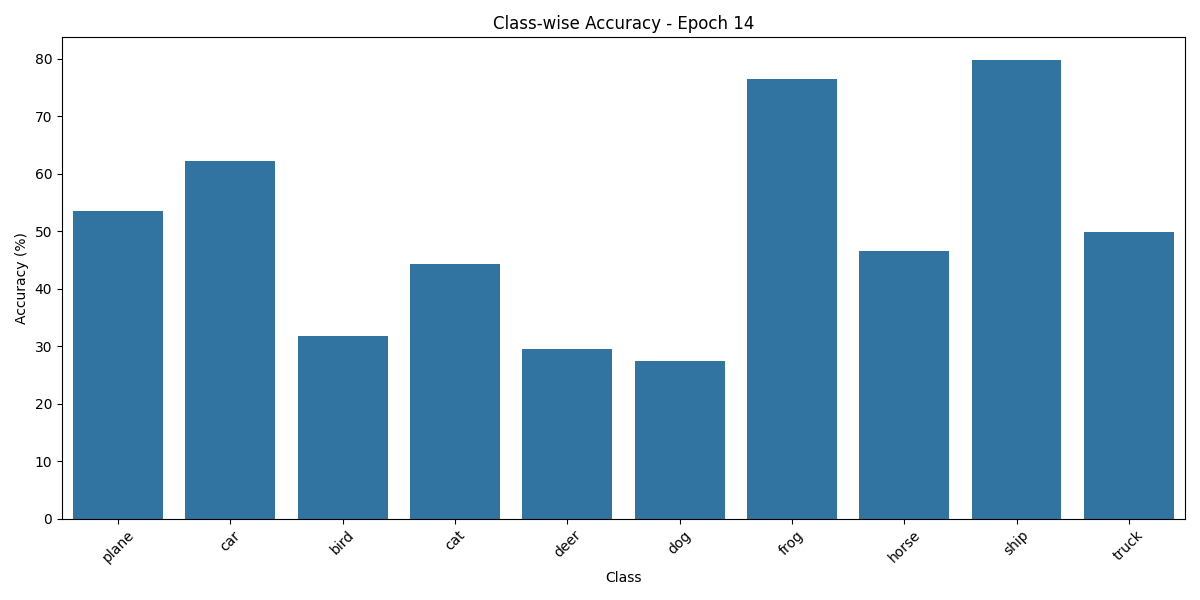 Class-wise Accuracy - Epoch 14
Accuracy (%)
80
70
60
50
40
30
20
10
0
plane
car
bird
cat
deer
dog
frog
horse
ship
truck
Class